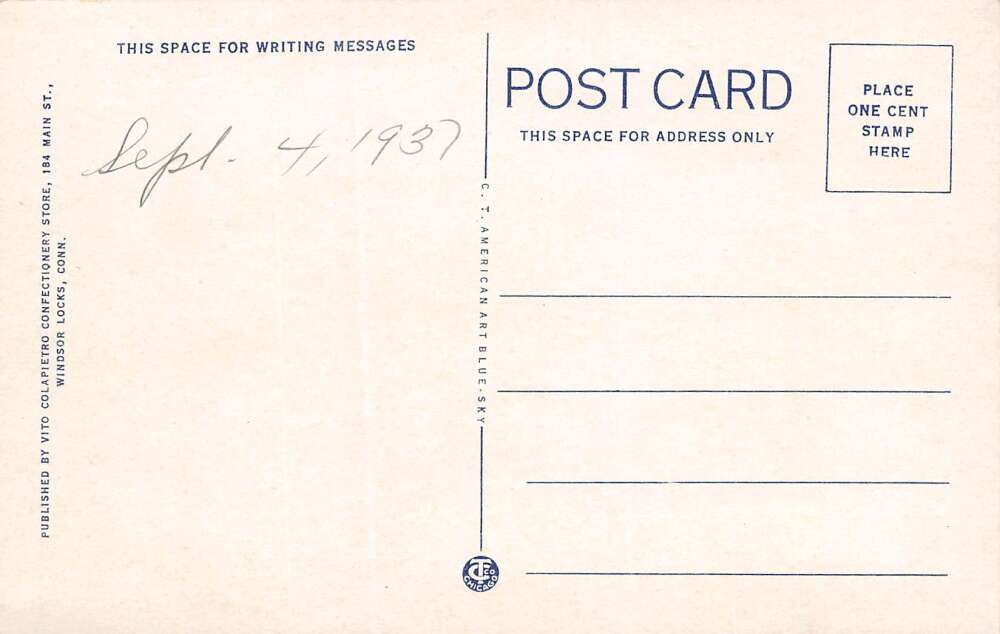 THIS SPACE FOR WRITING MESSAGES
Sept. 4, 1937
PUBLISHED BY VITO COLAPIETRO CONFECTIONERY STORE, 184 MAIN ST.,
WINDSOR LOCKS, CONN.
C. T. AMERICAN ART BLUE-SKY
CT CO
CHICAGO
POST CARD
THIS SPACE FOR ADDRESS ONLY
PLACE
ONE CENT
STAMP
HERE